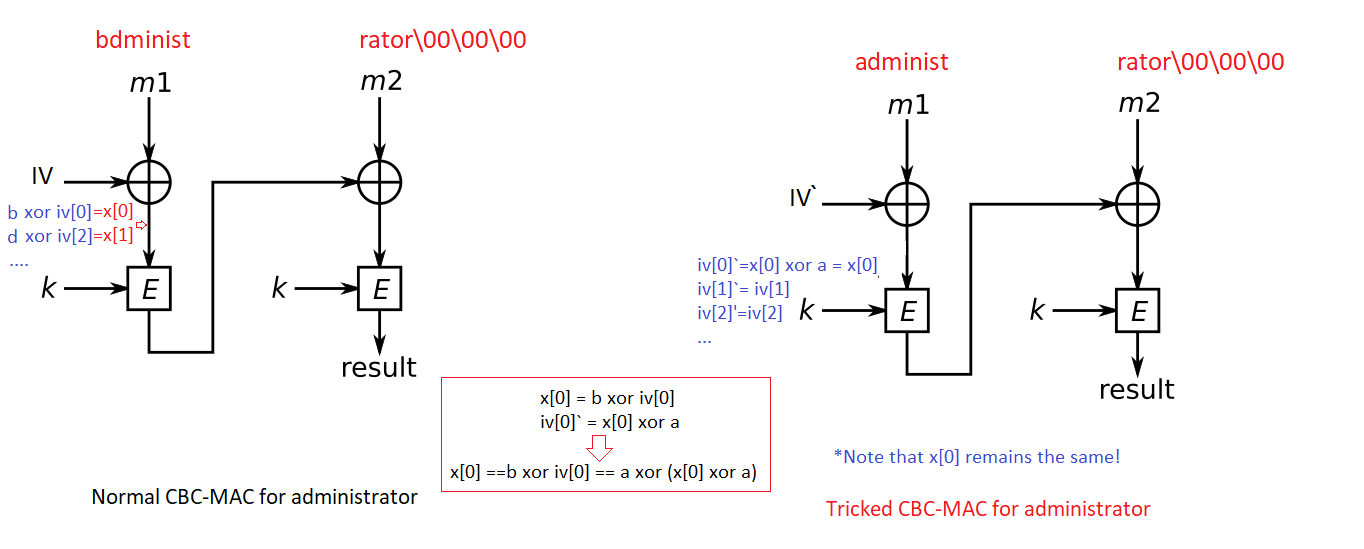 bdminist
rator\00\00\00
m1
m2
IV
b xor iv[0]=x[0]
d xor iv[2]=x[1]
....
k
E
k
E
result
Normal CBC-MAC for administrator
x[0] = b xor iv[0]
iv[0]` = x[0] xor a
x[0] ==b xor iv[0] == a xor (x[0] xor a)
administ
rator\00\00\00
m1
m2
IV`
iv[0]`=x[0] xor a = x[0]
iv[1]`= iv[1]
iv[2]'=iv[2]
...
k
E
k
E
result
*Note that x[0] remains the same!
Tricked CBC-MAC for administrator